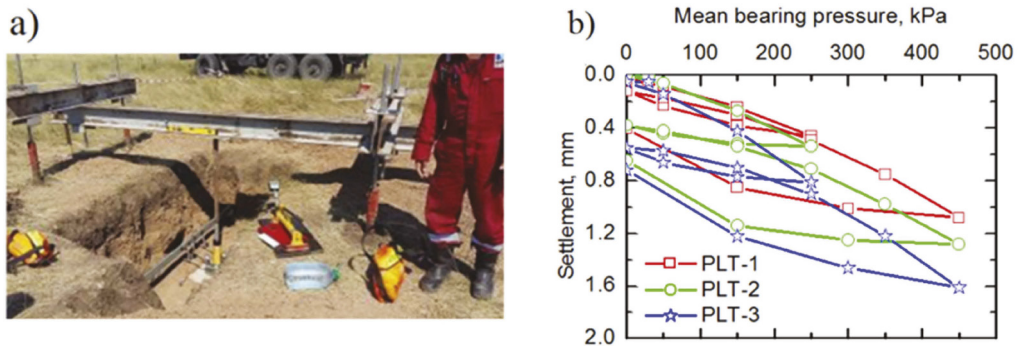 a)
b)
Mean bearing pressure, kPa
0 100 200 300 400 500
0.0
0.4
0.8
1.2
1.6
2.0
Settlement, mm
PLT-1
PLT-2
PLT-3